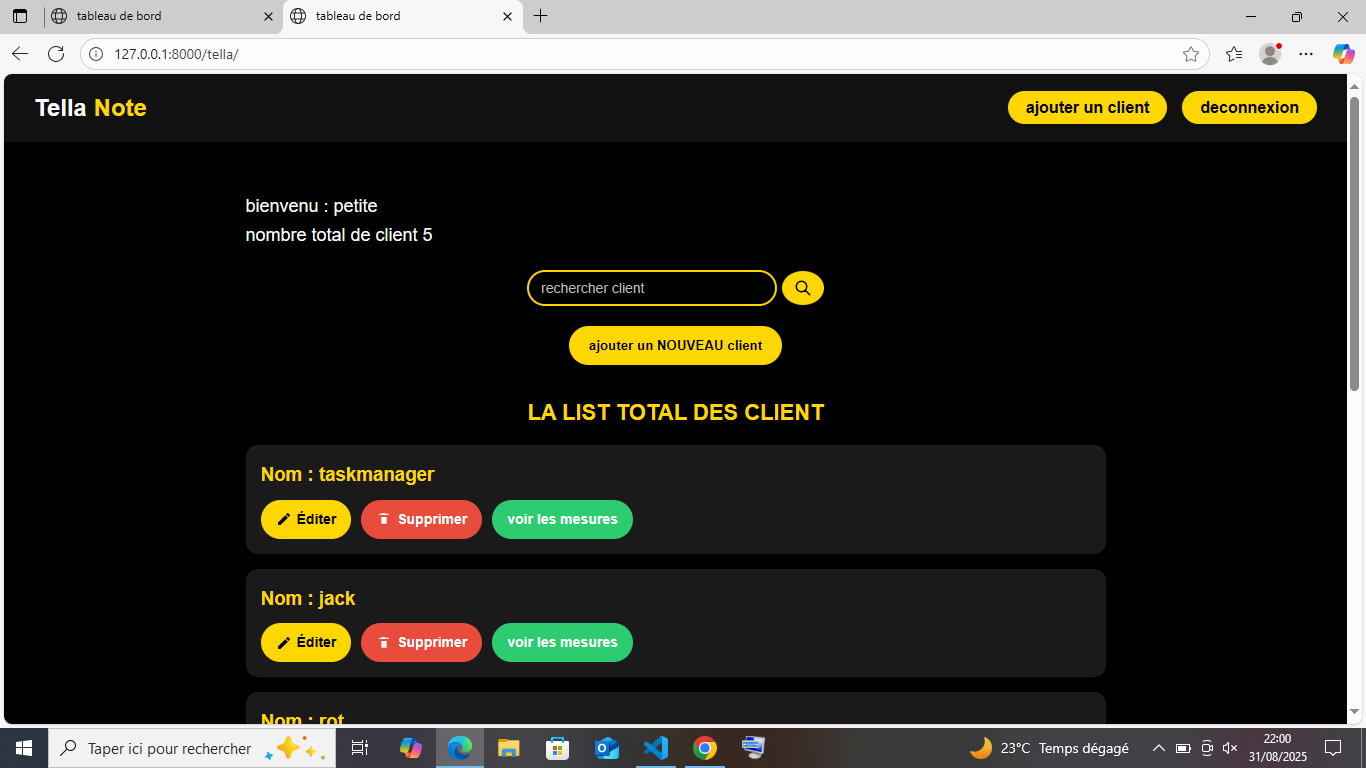 tableau de bord
tableau de bord
127.0.0.1:8000/tella/
Tella Note
ajouter un client
deconnexion
bienvenu : petite
nombre total de client 5
rechercher client
ajouter un NOUVEAU client
LA LIST TOTAL DES CLIENT
Nom : taskmanager
Éditer
Supprimer
voir les mesures
Nom : jack
Éditer
Supprimer
voir les mesures
Nom : rot
Taper ici pour rechercher
23°C Temps dégagé
22:00
31/08/2025